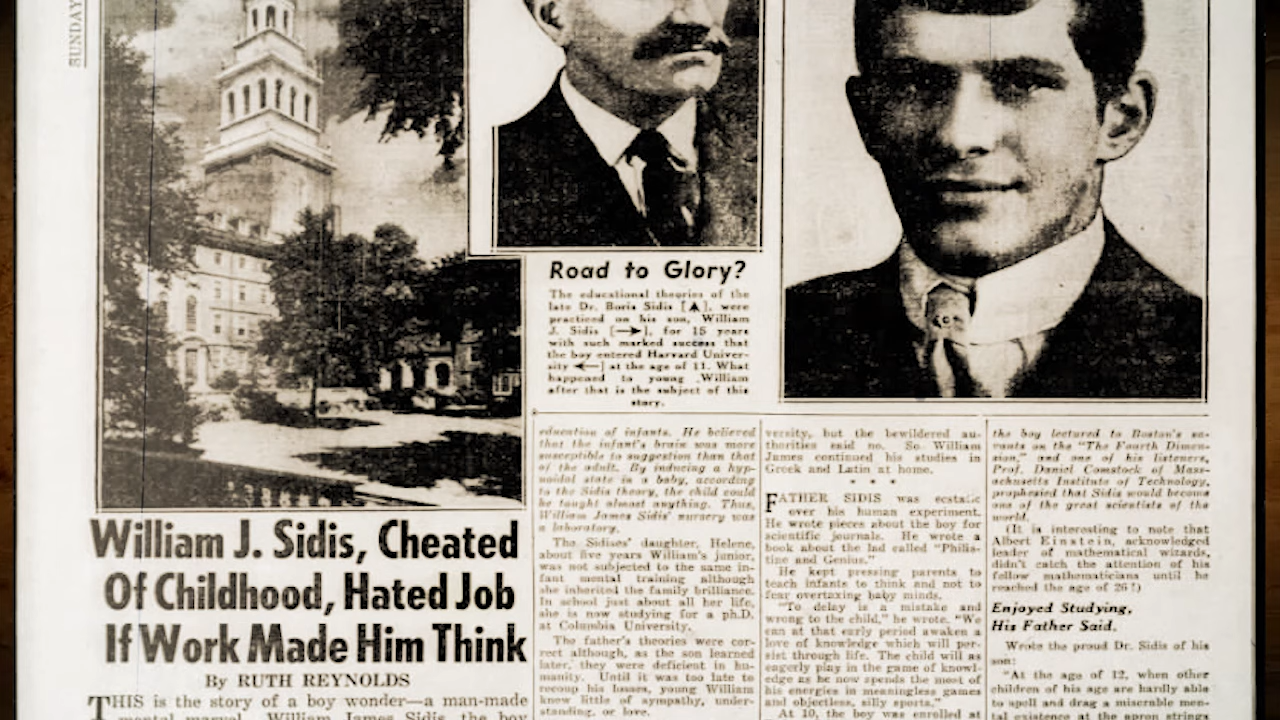 SUNDAY
Road to Glory?
The educational theories of the
late Dr. Boris Sidis [▲], were
practiced on his son, William
J. Sidis [→], for 15 years
with such marked success that
the boy entered Harvard Univer-
sity ←] at the age of 11. What
happened to young William
after that is the subject of this
story.
William J. Sidis, Cheated
Of Childhood, Hated Job
If Work Made Him Think
By RUTH REYNOLDS
THIS is the story of a boy wonder—a man-made
mental marvel. William James Sidis, the boy
education of infants. He believed
that the infant's brain was more
susceptible to suggestion than that
of the adult. By inducing a hyp-
noidal state in a baby, according
to the Sidis theory, the child could
be taught almost anything. Thus,
William James Sidis' nursery was
a laboratory.
The Sidises' daughter, Helene,
about five years William's junior,
was not subjected to the same in-
fant mental training although
she inherited the family brilliance.
In school just about all her life,
she is now studying for a ph.D.
at Columbia University.
The father's theories were cor-
rect although, as the son learned
later, they were deficient in hu-
manity. Until it was too late to
recoup his losses, young William
knew little of sympathy, under-
standing, or love.
versity, but the bewildered au-
thorities said no. So William
James continued his studies in
Greek and Latin at home.
* * *
FATHER SIDIS was ecstatic
over his human experiment.
He wrote pieces about the boy for
scientific journals. He wrote a
book about the lad called "Philis-
tine and Genius."
He kept pressing parents to
teach infants to think and not to
fear overtaxing baby minds.
"To delay is a mistake and
wrong to the child," he wrote. "We
can at that early period awaken a
love of knowledge which will per-
sist through life. The child will as
eagerly play in the game of knowl-
edge as he now spends the most of
his energies in meaningless games
and objectless, silly sports."
At 10, the boy was enrolled at
the boy lectured to Boston's sa-
vants on the "The Fourth Dimen-
sion," and one of his listeners,
Prof. Daniel Comstock of Mass-
achusetts Institute of Technology,
prophesied that Sidis would become
one of the great scientists of the
world.
(It is interesting to note that
Albert Einstein, acknowledged
leader of mathematical wizards,
didn't catch the attention of his
fellow mathematicians until he
reached the age of 26!)
Enjoyed Studying,
His Father Said.
Wrote the proud Dr. Sidis of his
son:
"At the age of 12, when other
children of his age are hardly able
to spell and drag a miserable men-
tal existence at the apron strings